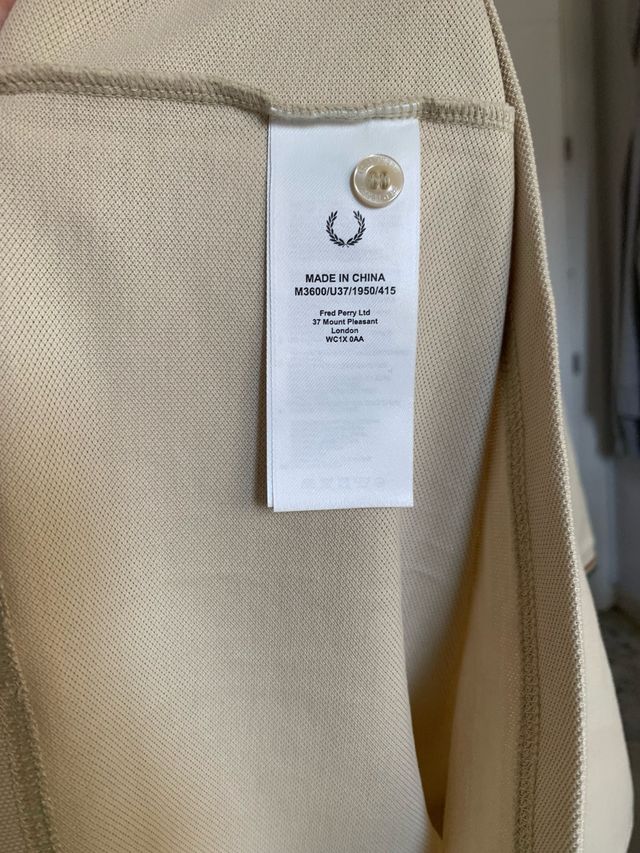 MADE IN CHINA
M3600/U37/1950/415
Fred Perry Ltd
37 Mount Pleasant
London
WC1X 0AA